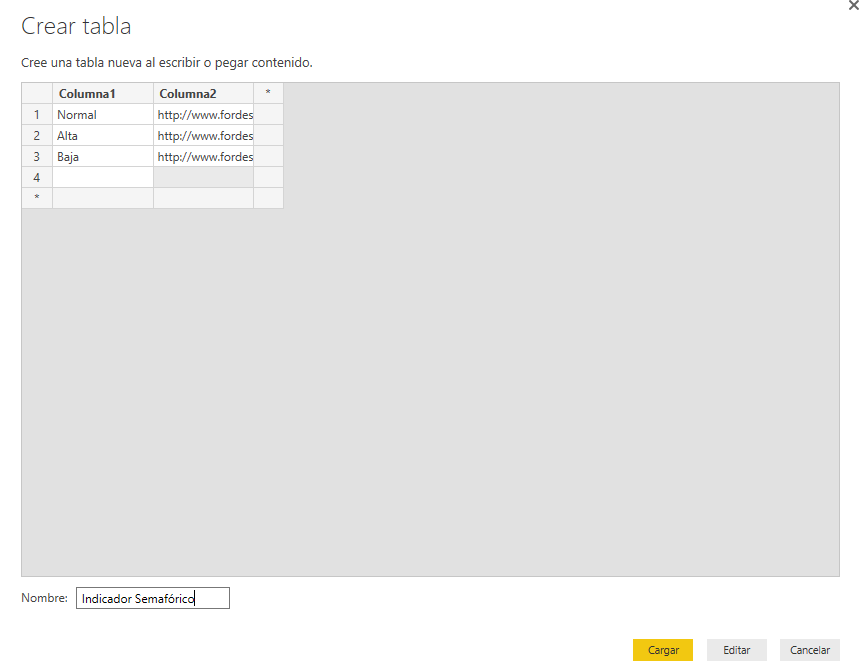 Crear tabla
Cree una tabla nueva al escribir o pegar contenido.
Columna1 Columna2 *
1 Normal http://www.fordes
2 Alta http://www.fordes
3 Baja http://www.fordes
4
*
Nombre: Indicador Semafórico
Cargar Editar Cancelar